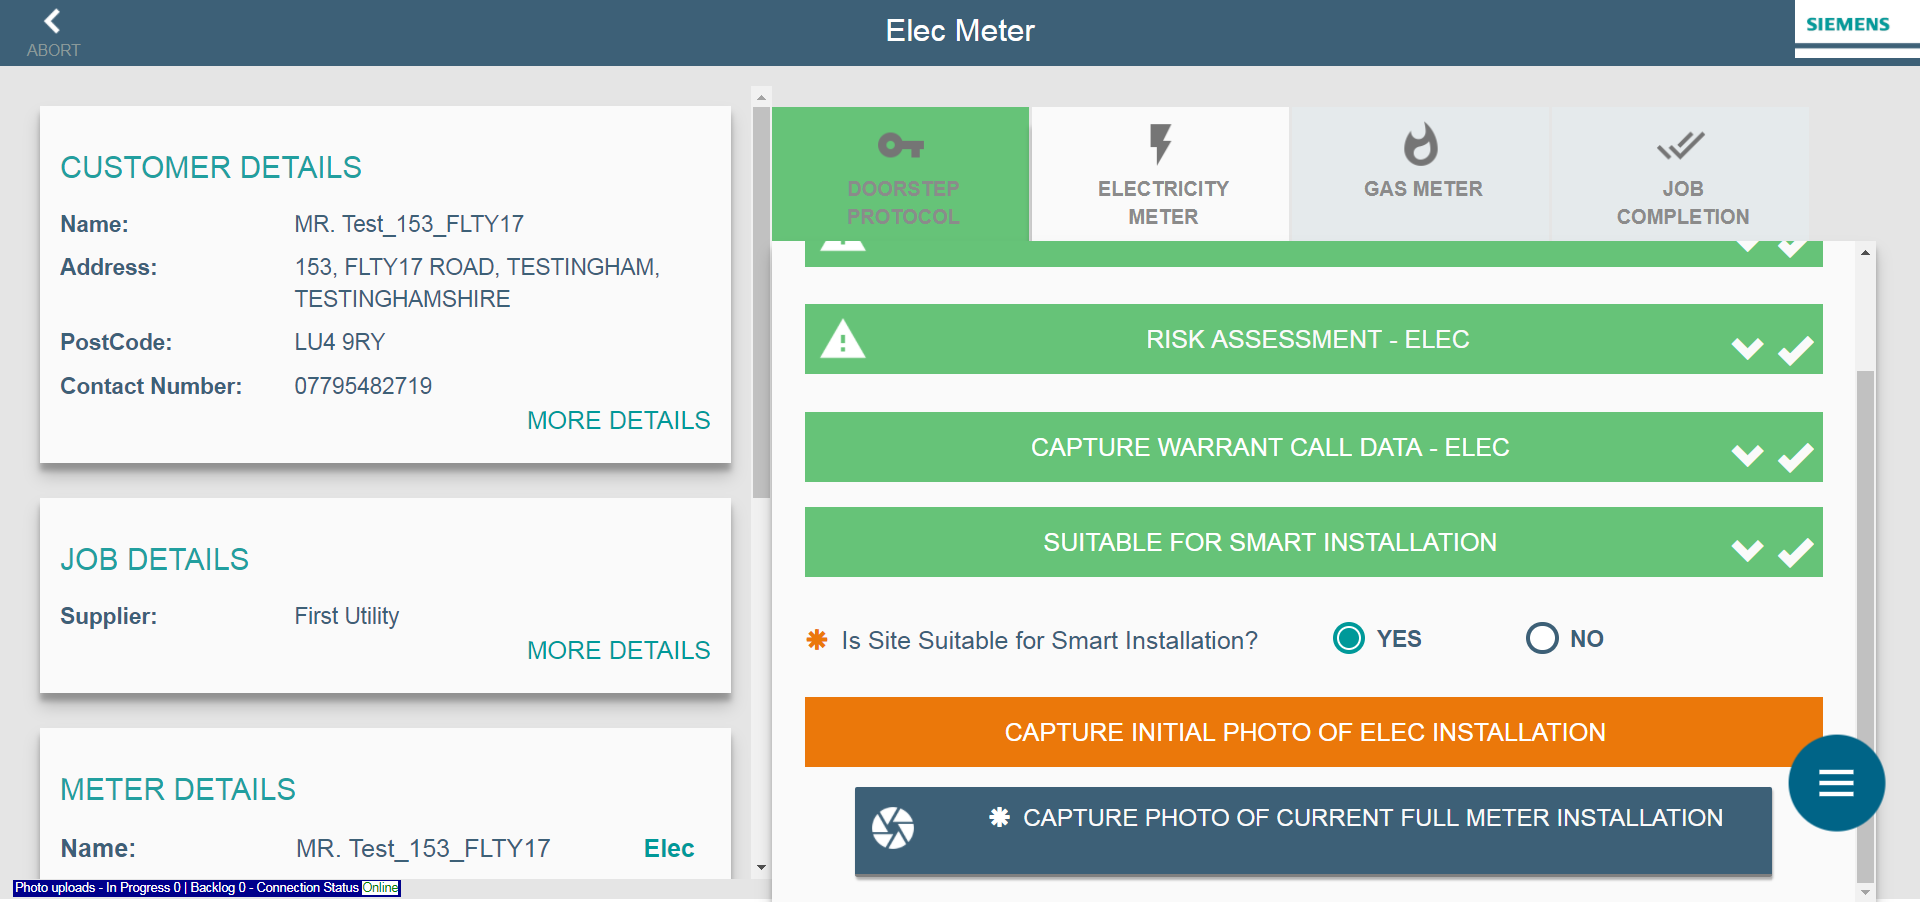 ABORT
Elec Meter
SIEMENS
CUSTOMER DETAILS
Name: MR. Test_153_FLTY17
Address: 153, FLTY17 ROAD, TESTINGHAM,
TESTINGHAMSHIRE
PostCode: LU4 9RY
Contact Number: 07795482719
MORE DETAILS
JOB DETAILS
Supplier: First Utility
MORE DETAILS
METER DETAILS
Name: MR. Test_153_FLTY17 Elec
Photo uploads - In Progress 0 | Backlog 0 - Connection Status Online
DOORSTEP
PROTOCOL
ELECTRICITY
METER
GAS METER
JOB
COMPLETION
RISK ASSESSMENT - ELEC
CAPTURE WARRANT CALL DATA - ELEC
SUITABLE FOR SMART INSTALLATION
✱ Is Site Suitable for Smart Installation? YES NO
CAPTURE INITIAL PHOTO OF ELEC INSTALLATION
✱ CAPTURE PHOTO OF CURRENT FULL METER INSTALLATION